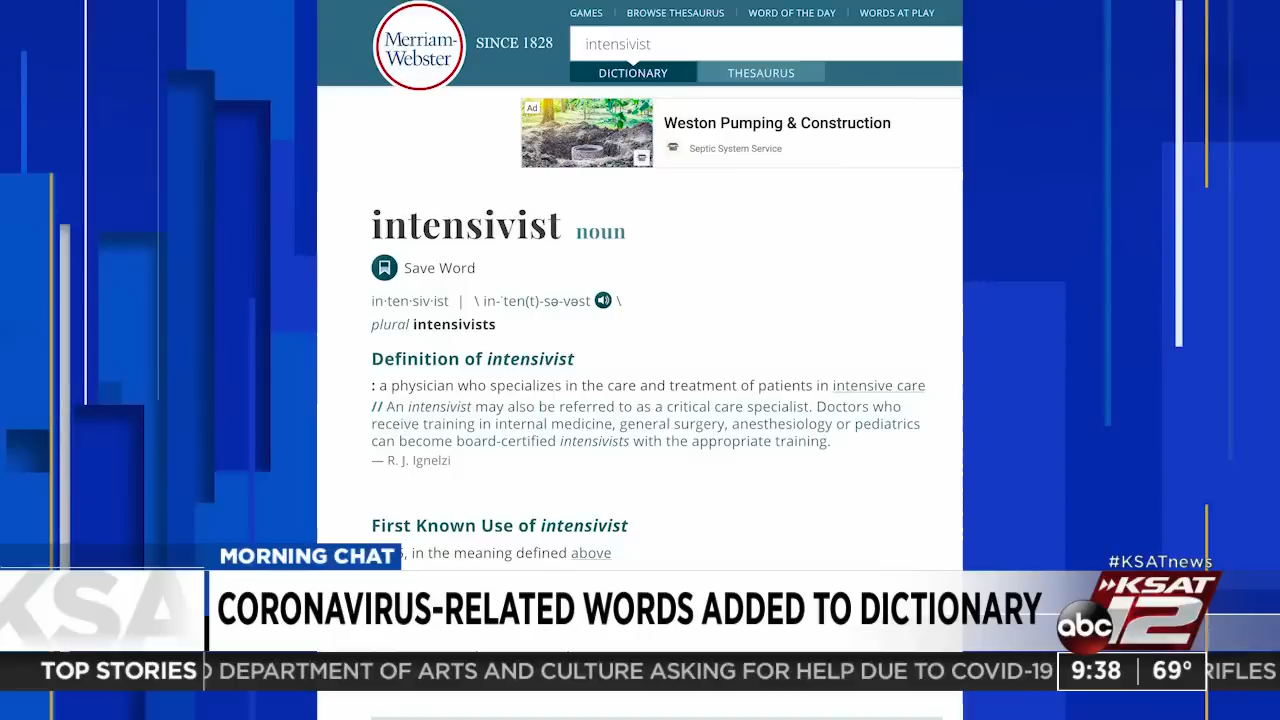 GAMES
BROWSE THESAURUS
WORD OF THE DAY
WORDS AT PLAY
Merriam-
Webster
SINCE 1828
intensivist
DICTIONARY
THESAURUS
Ad
Weston Pumping & Construction
Septic System Service
intensivist noun
Save Word
in·ten·siv·ist | \ in-ˈten(t)-sə-vəst \
plural intensivists
Definition of intensivist
: a physician who specializes in the care and treatment of patients in intensive care
// An intensivist may also be referred to as a critical care specialist. Doctors who
receive training in internal medicine, general surgery, anesthesiology or pediatrics
can become board-certified intensivists with the appropriate training.
— R. J. Ignelzi
First Known Use of intensivist
, in the meaning defined above
MORNING CHAT
#KSATnews
KSA
CORONAVIRUS-RELATED WORDS ADDED TO DICTIONARY
KSAT
abc 12
TOP STORIES
DEPARTMENT OF ARTS AND CULTURE ASKING FOR HELP DUE TO COVID-19
9:38
69°
RIFLES